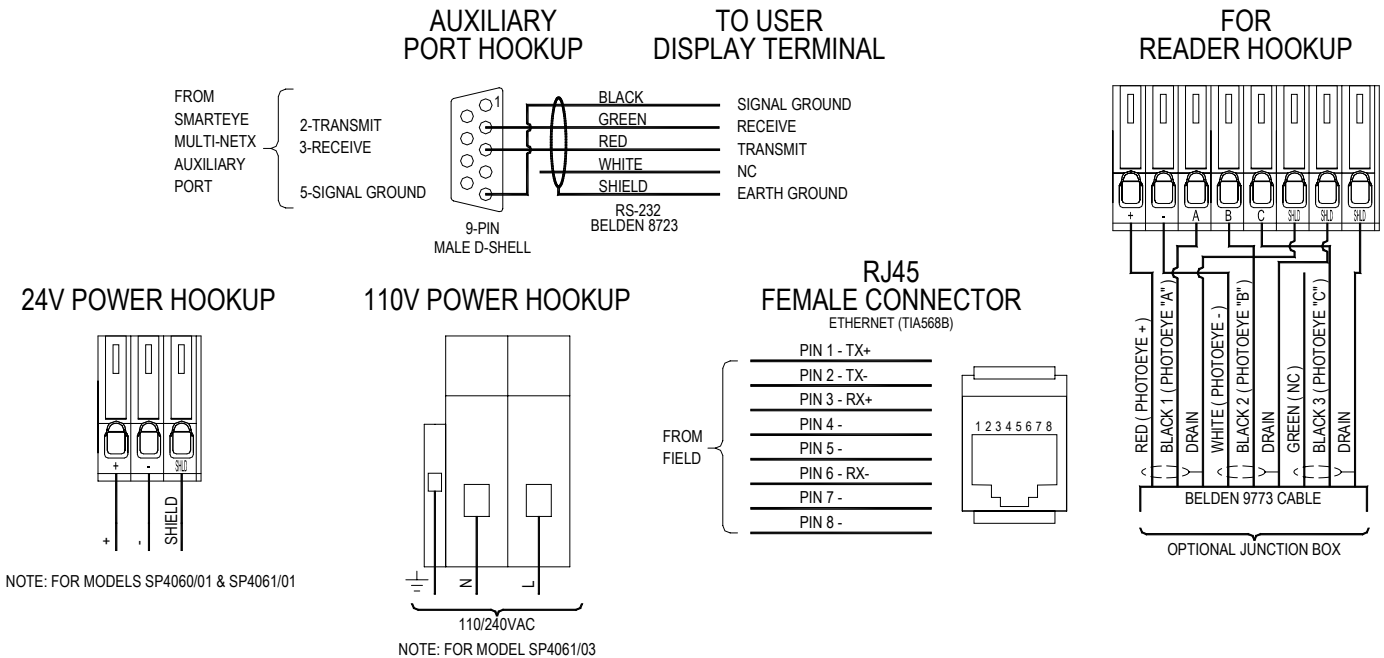 AUXILIARY
PORT HOOKUP
TO USER
DISPLAY TERMINAL
FROM
SMARTEYE
MULTI-NETX
AUXILIARY
PORT
2-TRANSMIT
3-RECEIVE
5-SIGNAL GROUND
1
9-PIN
MALE D-SHELL
BLACK
GREEN
RED
WHITE
SHIELD
RS-232
BELDEN 8723
SIGNAL GROUND
RECEIVE
TRANSMIT
NC
EARTH GROUND
FOR
READER HOOKUP
+ - A B C SHLD SHLD SHLD
RED ( PHOTOEYE + )
BLACK 1 ( PHOTOEYE "A" )
DRAIN
WHITE ( PHOTOEYE - )
BLACK 2 ( PHOTOEYE "B" )
DRAIN
GREEN ( NC )
BLACK 3 ( PHOTOEYE "C" )
DRAIN
BELDEN 9773 CABLE
OPTIONAL JUNCTION BOX
24V POWER HOOKUP
+ - SHLD
+
-
SHIELD
NOTE: FOR MODELS SP4060/01 & SP4061/01
110V POWER HOOKUP
N
L
110/240VAC
NOTE: FOR MODEL SP4061/03
RJ45
FEMALE CONNECTOR
ETHERNET (TIA568B)
FROM
FIELD
PIN 1 - TX+
PIN 2 - TX-
PIN 3 - RX+
PIN 4 -
PIN 5 -
PIN 6 - RX-
PIN 7 -
PIN 8 -
1 2 3 4 5 6 7 8